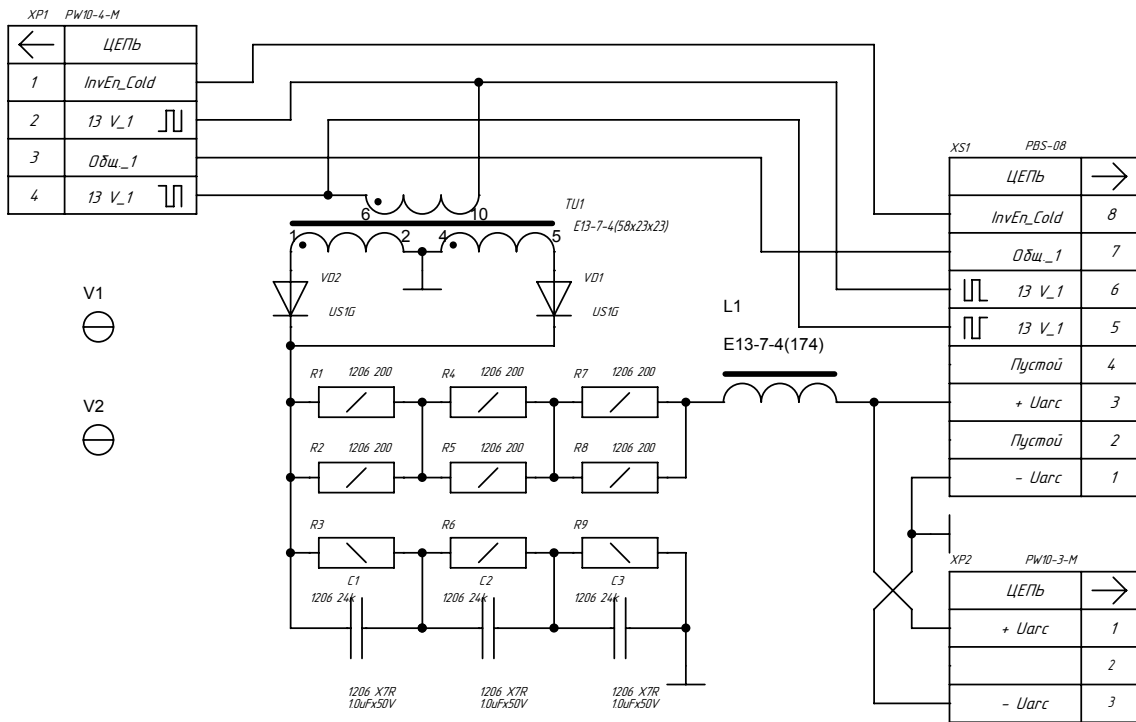 XP1 PW10-4-M
ЦЕПЬ
1 InvEn_Cold
2 13 V_1
3 Общ._1
4 13 V_1
6 10
TU1
E13-7-4(58x23x23)
1 2 4 5
VD2
US1G
VD1
US1G
V1
V2
L1
E13-7-4(174)
R1 1206 200
R4 1206 200
R7 1206 200
R2 1206 200
R5 1206 200
R8 1206 200
R3
R6
R9
C1
C2
C3
1206 24k
1206 24k
1206 24k
1206 X7R
1.0uFx50V
1206 X7R
1.0uFx50V
1206 X7R
1.0uFx50V
XS1 PBS-08
ЦЕПЬ
InvEn_Cold 8
Общ._1 7
13 V_1 6
13 V_1 5
Пустой 4
+ Uarc 3
Пустой 2
- Uarc 1
XP2 PW10-3-M
ЦЕПЬ
+ Uarc 1
2
- Uarc 3